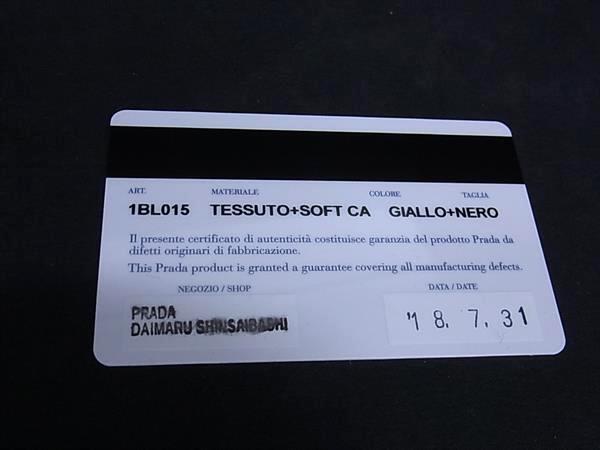 ART. MATERIALE COLORE TAGLIA
1BL015 TESSUTO+SOFT CA GIALLO+NERO
Il presente certificato di autenticità costituisce garanzia del prodotto Prada da
difetti originari di fabbricazione.
This Prada product is granted a guarantee covering all manufacturing defects.
NEGOZIO / SHOP DATA / DATE
PRADA
DAIMARU SHINSAIBASHI
'18. 7. 31